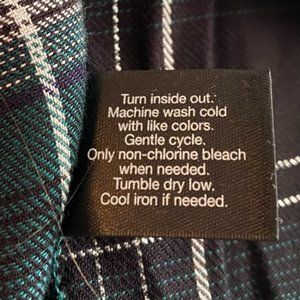 Turn inside out.
Machine wash cold
with like colors.
Gentle cycle.
Only non-chlorine bleach
when needed.
Tumble dry low.
Cool iron if needed.